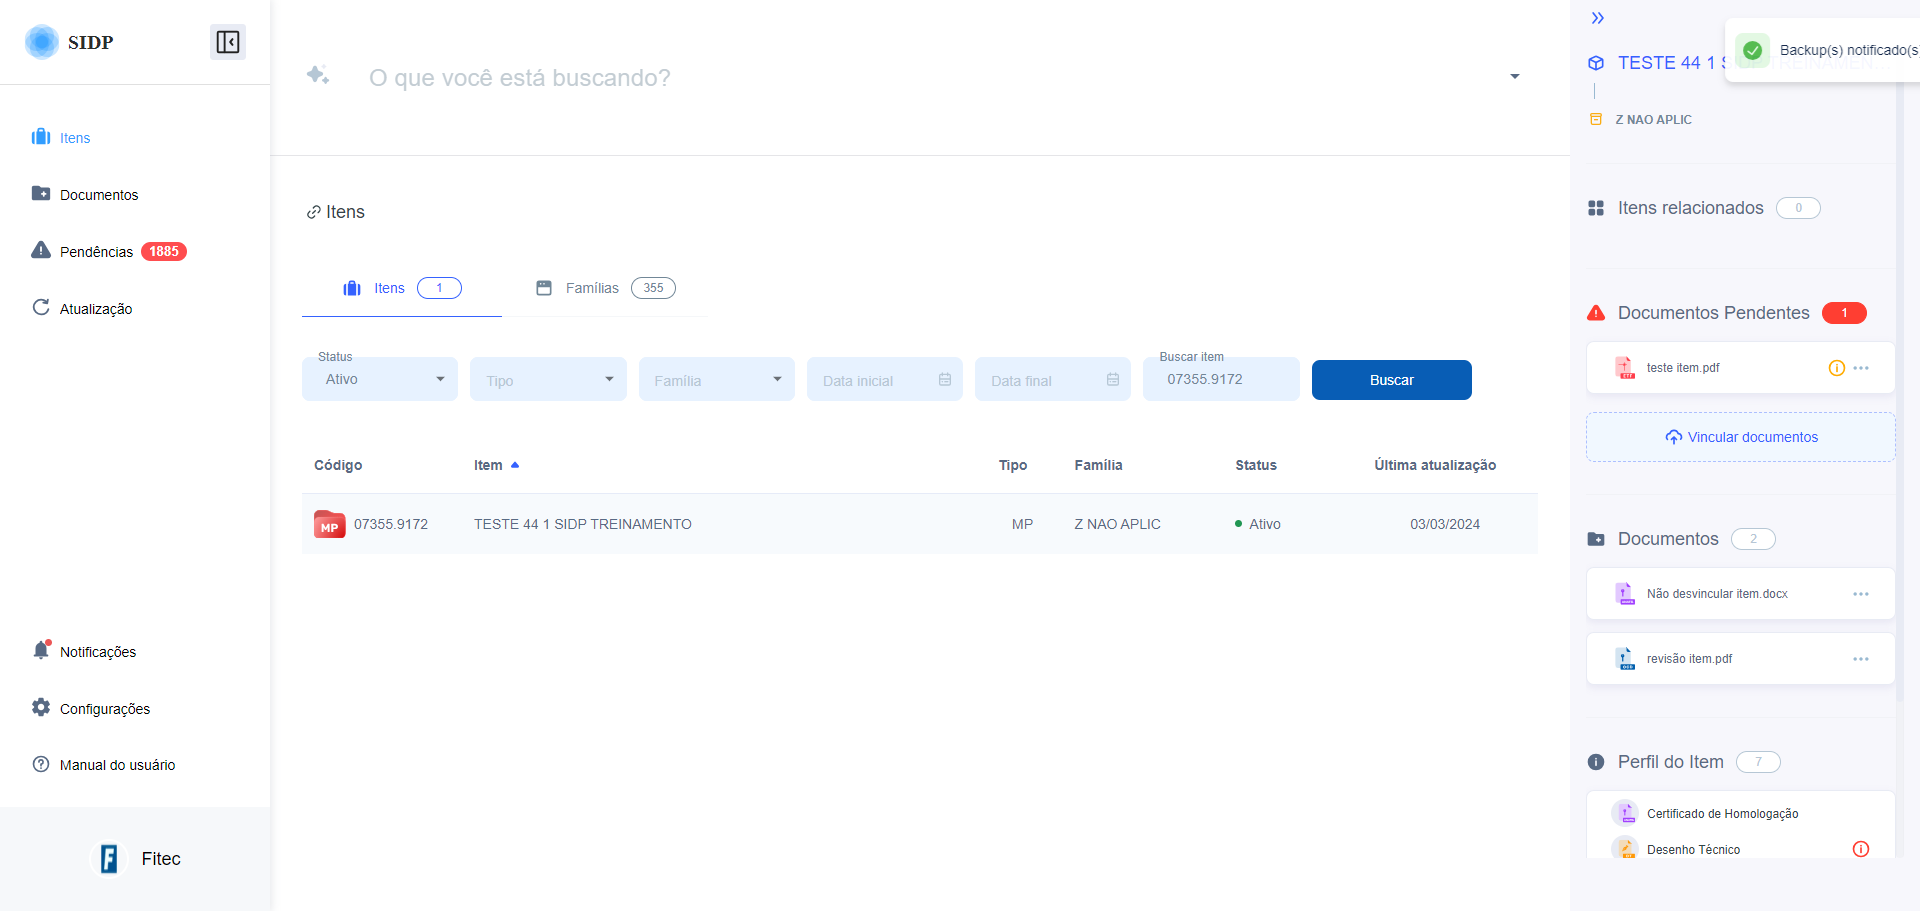 SIDP
Itens
Documentos
Pendências 1885
Atualização
Notificações
Configurações
Manual do usuário
Fitec
O que você está buscando?
Itens
Itens 1
Famílias 355
Status
Ativo
Tipo
Família
Data inicial
Data final
Buscar item
07355.9172
Buscar
Código Item Tipo Família Status Última atualização
MP 07355.9172 TESTE 44 1 SIDP TREINAMENTO MP Z NAO APLIC Ativo 03/03/2024
Backup(s) notificado(s
TESTE 44 1
Z NAO APLIC
Itens relacionados 0
Documentos Pendentes 1
teste item.pdf
Vincular documentos
Documentos 2
Não desvincular item.docx
revisão item.pdf
Perfil do Item 7
Certificado de Homologação
Desenho Técnico